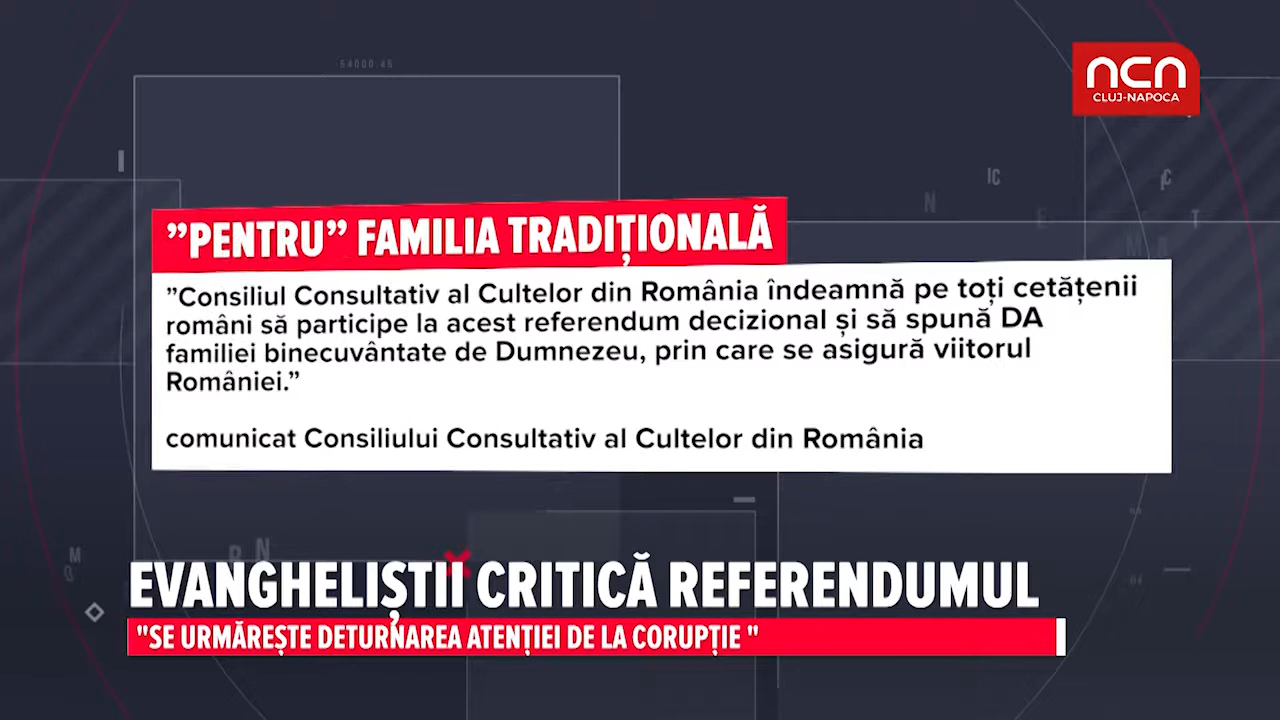 54000.45
ncn
CLUJ-NAPOCA
”PENTRU” FAMILIA TRADIȚIONALĂ
”Consiliul Consultativ al Cultelor din România îndeamnă pe toți cetățenii
români să participe la acest referendum decizional și să spună DA
familiei binecuvântate de Dumnezeu, prin care se asigură viitorul
României.”
comunicat Consiliului Consultativ al Cultelor din România
EVANGHELIȘTII CRITICĂ REFERENDUMUL
"SE URMĂREȘTE DETURNAREA ATENȚIEI DE LA CORUPȚIE "